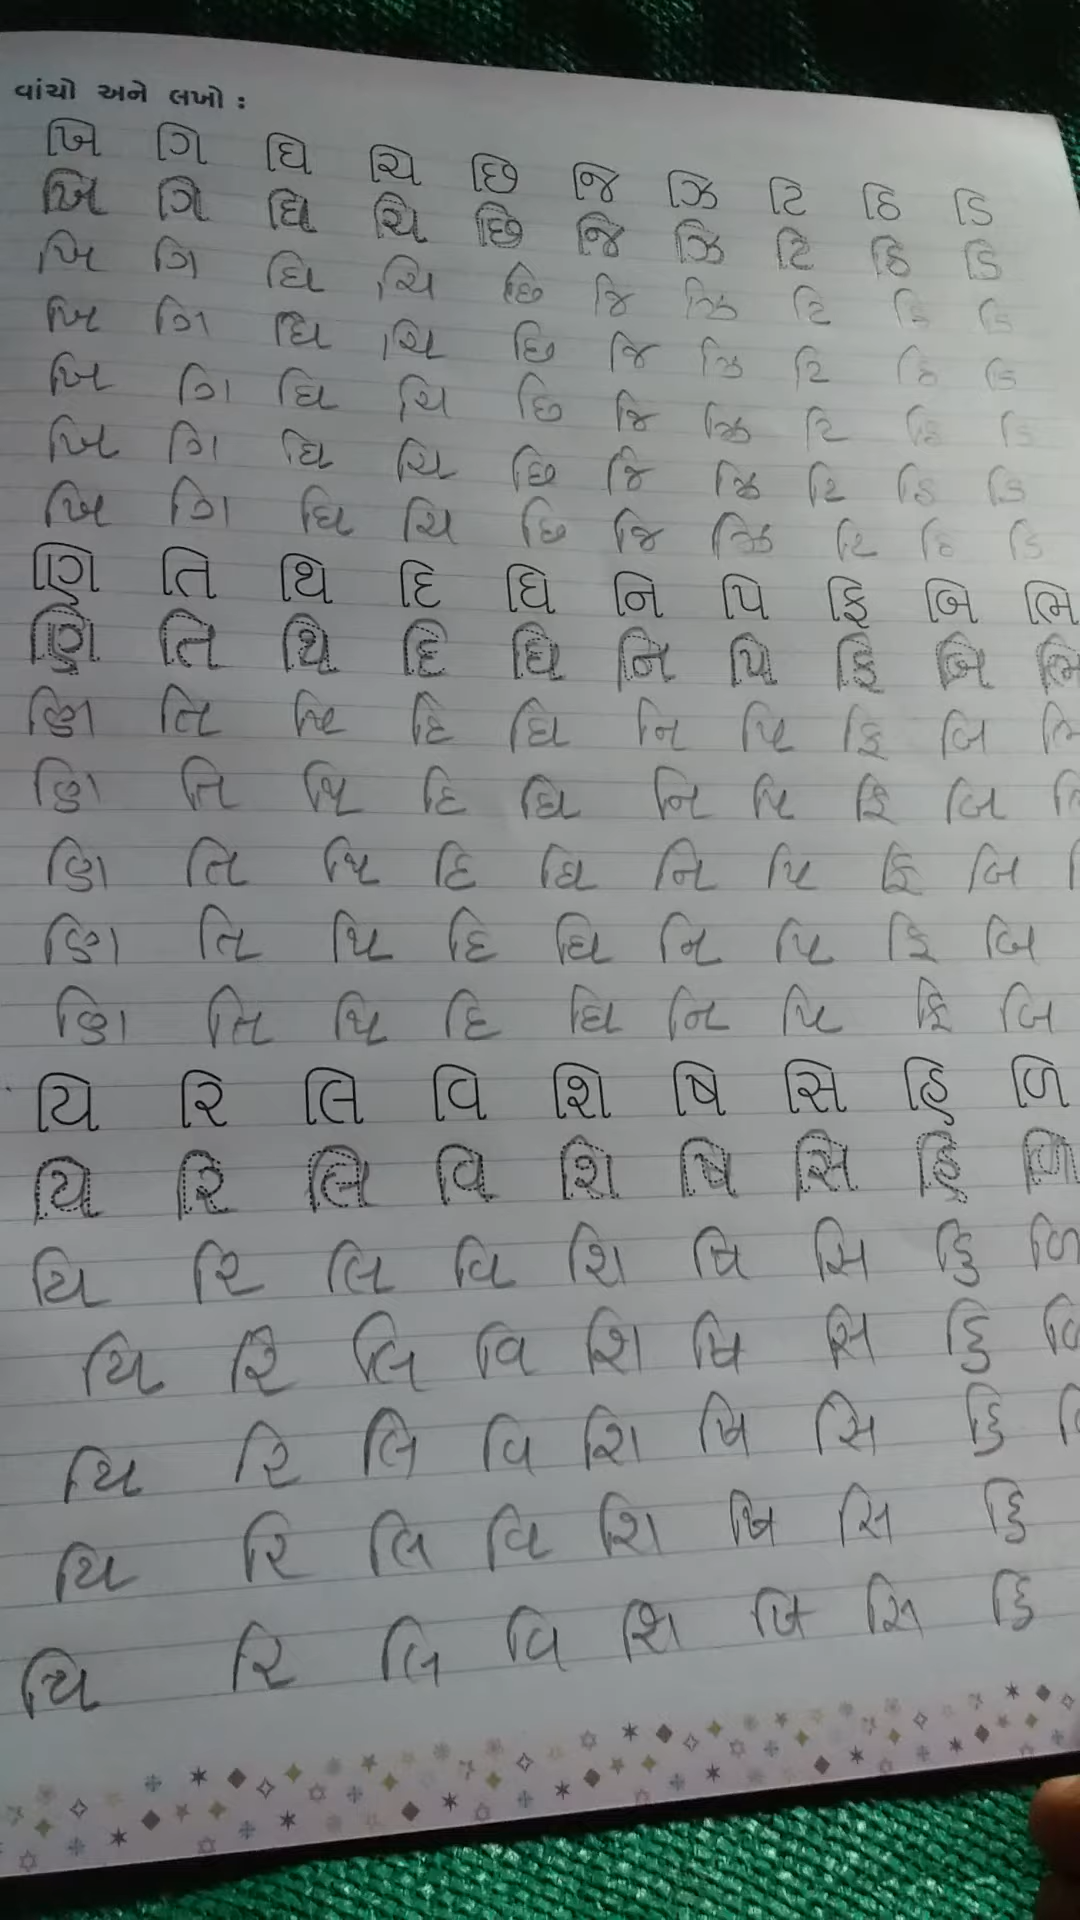 વાંચો અને લખો :
ખિ ગિ ઘિ ચિ છિ જિ ઝિ ટિ ઠિ ડિ
ખિ ગિ ઘિ ચિ છિ જિ ઝિ ટિ ઠિ ડિ
ખિ ગિ ઘિ ચિ છિ જિ ઝિ ટિ ઠિ ડિ
ખિ ગિ ઘિ ચિ છિ જિ ઝિ ટિ ઠિ ડિ
ખિ ગિ ઘિ ચિ છિ જિ ઝિ ટિ ઠિ ડિ
ખિ ગિ ઘિ ચિ છિ જિ ઝિ ટિ ઠિ ડિ
ખિ ગિ ઘિ ચિ છિ જિ ઝિ ટિ ઠિ ડિ
ણિ તિ થિ દિ ધિ નિ પિ ફિ બિ ભિ
ણિ તિ થિ દિ ધિ નિ પિ ફિ બિ ભિ
ણિ તિ થિ દિ ધિ નિ પિ ફિ બિ ભિ
ણિ તિ થિ દિ ધિ નિ પિ ફિ બિ
ણિ તિ થિ દિ ધિ નિ પિ ફિ બિ
ણિ તિ થિ દિ ધિ નિ પિ ફિ બિ
ણિ તિ થિ દિ ધિ નિ પિ ફિ બિ
યિ રિ લિ વિ શિ ષિ સિ હિ ળિ
યિ રિ લિ વિ શિ ષિ સિ હિ ળિ
યિ રિ લિ વિ શિ ષિ સિ હિ ળિ
યિ રિ લિ વિ શિ ષિ સિ હિ
યિ રિ લિ વિ શિ ષિ સિ હિ
યિ રિ લિ વિ શિ ષિ સિ હિ
યિ રિ લિ વિ શિ ષિ સિ હિ